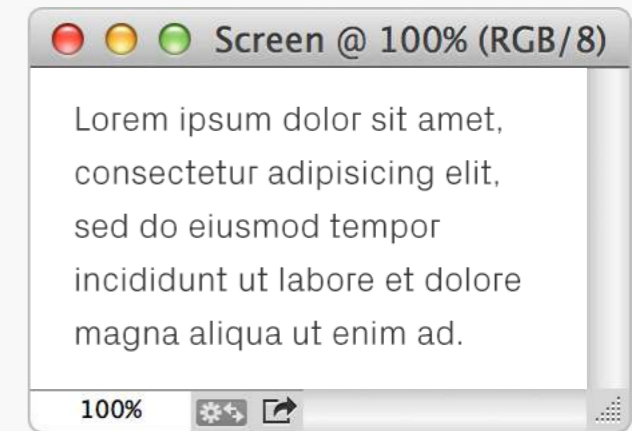 Screen @ 100% (RGB/8)
Lorem ipsum dolor sit amet,
consectetur adipisicing elit,
sed do eiusmod tempor
incididunt ut labore et dolore
magna aliqua ut enim ad.
100%